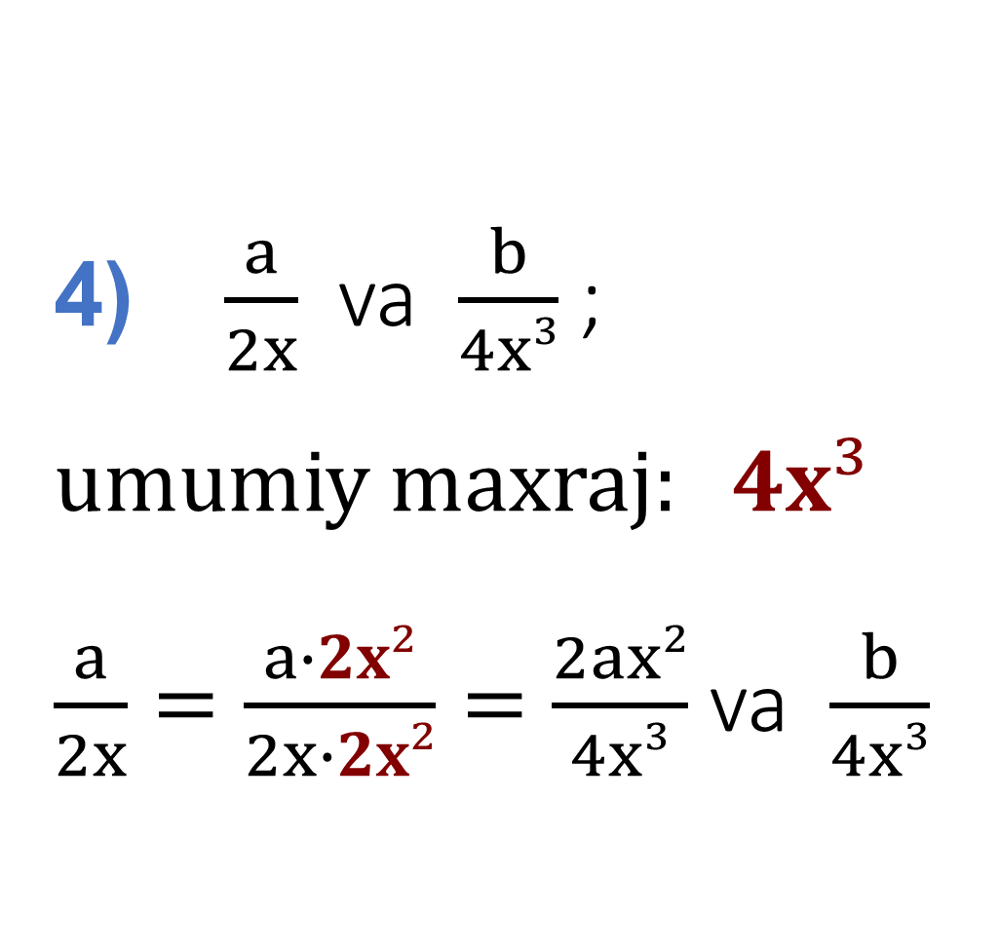 4) a/2x va b/4x³ ;
umumiy maxraj: 4x³
a/2x = a·2x²/2x·2x² = 2ax²/4x³ va b/4x³